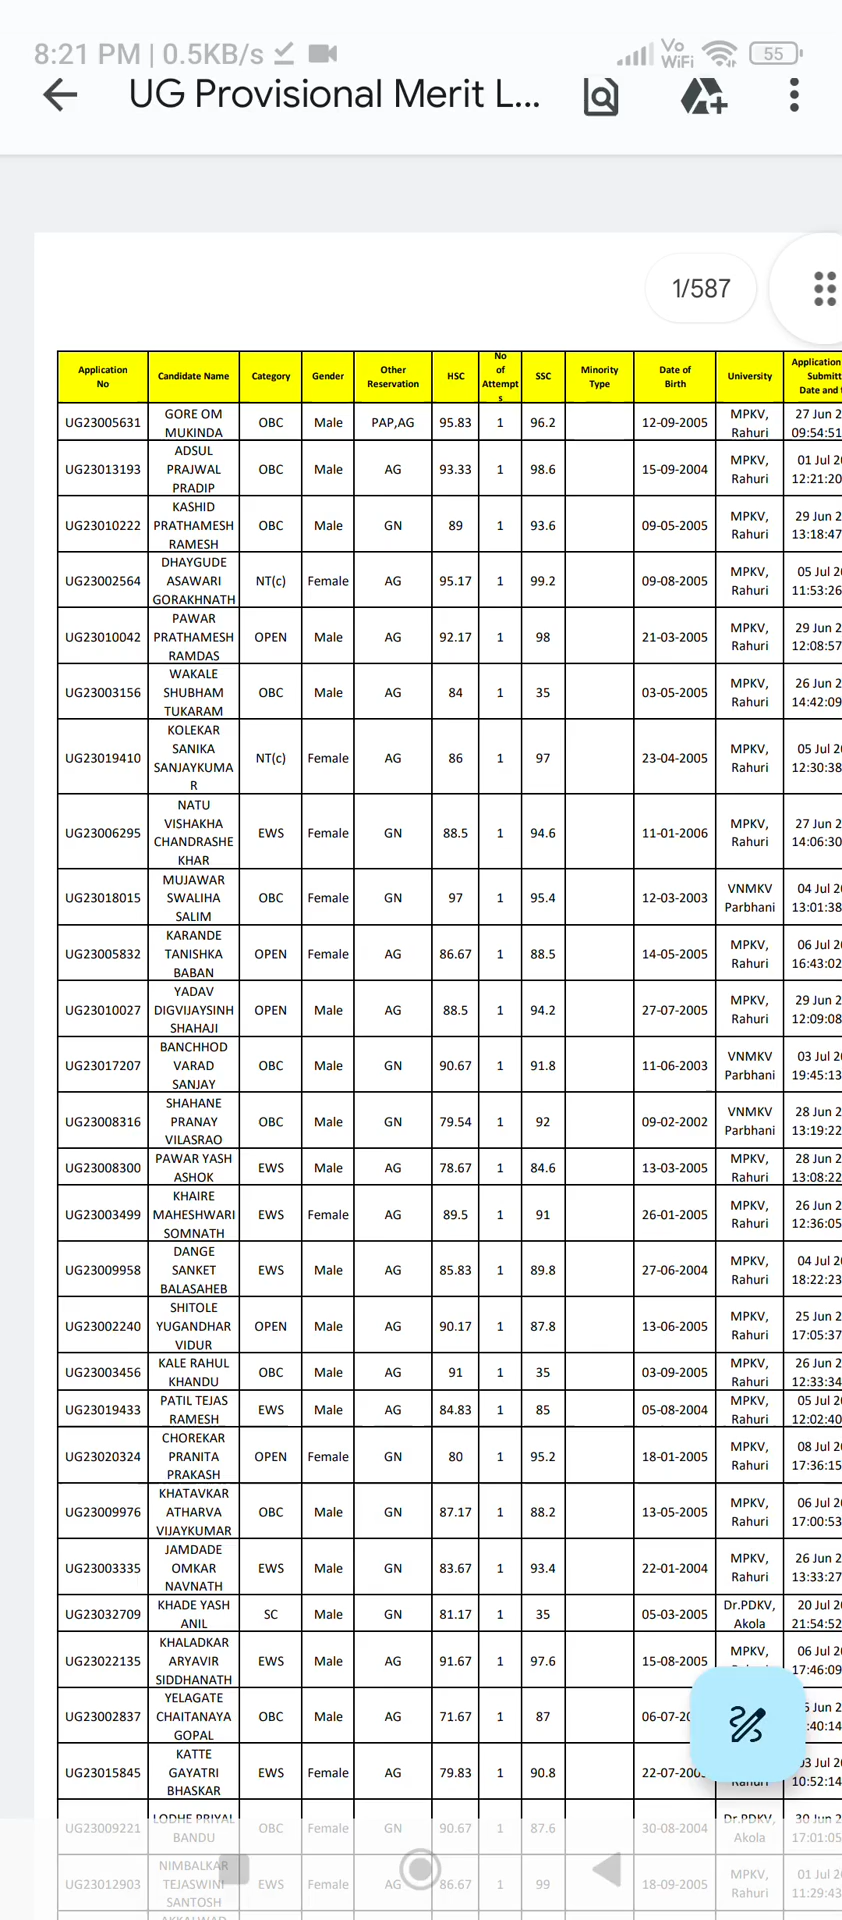 8:21 PM | 0.5KB/s
Vo
WiFi
55
UG Provisional Merit L...
1/587
Application No | Candidate Name | Category | Gender | Other Reservation | HSC | No of Attempts | SSC | Minority Type | Date of Birth | University | Application Submitt Date and
UG23005631 GORE OM MUKINDA OBC Male PAP,AG 95.83 1 96.2 12-09-2005 MPKV, Rahuri 27 Jun 2 09:54:51
UG23013193 ADSUL PRAJWAL PRADIP OBC Male AG 93.33 1 98.6 15-09-2004 MPKV, Rahuri 01 Jul 20 12:21:20
UG23010222 KASHID PRATHAMESH RAMESH OBC Male GN 89 1 93.6 09-05-2005 MPKV, Rahuri 29 Jun 2 13:18:47
UG23002564 DHAYGUDE ASAWARI GORAKHNATH NT(c) Female AG 95.17 1 99.2 09-08-2005 MPKV, Rahuri 05 Jul 20 11:53:26
UG23010042 PAWAR PRATHAMESH RAMDAS OPEN Male AG 92.17 1 98 21-03-2005 MPKV, Rahuri 29 Jun 2 12:08:57
UG23003156 WAKALE SHUBHAM TUKARAM OBC Male AG 84 1 35 03-05-2005 MPKV, Rahuri 26 Jun 2 14:42:09
UG23019410 KOLEKAR SANIKA SANJAYKUMAR NT(c) Female AG 86 1 97 23-04-2005 MPKV, Rahuri 05 Jul 20 12:30:38
UG23006295 NATU VISHAKHA CHANDRASHEKHAR EWS Female GN 88.5 1 94.6 11-01-2006 MPKV, Rahuri 27 Jun 2 14:06:30
UG23018015 MUJAWAR SWALIHA SALIM OBC Female GN 97 1 95.4 12-03-2003 VNMKV Parbhani 04 Jul 20 13:01:38
UG23005832 KARANDE TANISHKA BABAN OPEN Female AG 86.67 1 88.5 14-05-2005 MPKV, Rahuri 06 Jul 20 16:43:02
UG23010027 YADAV DIGVIJAYSINH SHAHAJI OPEN Male AG 88.5 1 94.2 27-07-2005 MPKV, Rahuri 29 Jun 2 12:09:08
UG23017207 BANCHHOD VARAD SANJAY OBC Male GN 90.67 1 91.8 11-06-2003 VNMKV Parbhani 03 Jul 20 19:45:13
UG23008316 SHAHANE PRANAY VILASRAO OBC Male GN 79.54 1 92 09-02-2002 VNMKV Parbhani 28 Jun 2 13:19:22
UG23008300 PAWAR YASH ASHOK EWS Male AG 78.67 1 84.6 13-03-2005 MPKV, Rahuri 28 Jun 2 13:08:22
UG23003499 KHAIRE MAHESHWARI SOMNATH EWS Female AG 89.5 1 91 26-01-2005 MPKV, Rahuri 26 Jun 2 12:36:05
UG23009958 DANGE SANKET BALASAHEB EWS Male AG 85.83 1 89.8 27-06-2004 MPKV, Rahuri 04 Jul 20 18:22:23
UG23002240 SHITOLE YUGANDHAR VIDUR OPEN Male AG 90.17 1 87.8 13-06-2005 MPKV, Rahuri 25 Jun 2 17:05:37
UG23003456 KALE RAHUL KHANDU OBC Male AG 91 1 35 03-09-2005 MPKV, Rahuri 26 Jun 2 12:33:34
UG23019433 PATIL TEJAS RAMESH EWS Male AG 84.83 1 85 05-08-2004 MPKV, Rahuri 05 Jul 20 12:02:40
UG23020324 CHOREKAR PRANITA PRAKASH OPEN Female GN 80 1 95.2 18-01-2005 MPKV, Rahuri 08 Jul 20 17:36:15
UG23009976 KHATAVKAR ATHARVA VIJAYKUMAR OBC Male GN 87.17 1 88.2 13-05-2005 MPKV, Rahuri 06 Jul 20 17:00:53
UG23003335 JAMDADE OMKAR NAVNATH EWS Male GN 83.67 1 93.4 22-01-2004 MPKV, Rahuri 26 Jun 2 13:33:27
UG23032709 KHADE YASH ANIL SC Male GN 81.17 1 35 05-03-2005 Dr.PDKV, Akola 20 Jul 20 21:54:52
UG23022135 KHALADKAR ARYAVIR SIDDHANATH EWS Male AG 91.67 1 97.6 15-08-2005 MPKV, 06 Jul 20 17:46:09
UG23002837 YELAGATE CHAITANAYA GOPAL OBC Male AG 71.67 1 87 06-07-20 Jun 2 :40:14
UG23015845 KATTE GAYATRI BHASKAR EWS Female AG 79.83 1 90.8 22-07-200 Rahuri 03 Jul 20 10:52:14
UG23009221 LODHE PRIYAL BANDU OBC Female GN 90.67 1 87.6 30-08-2004 Dr.PDKV, Akola 30 Jun 2 17:01:05
UG23012903 NIMBALKAR TEJASWINI SANTOSH EWS Female AG 86.67 1 99 18-09-2005 MPKV, Rahuri 01 Jul 20 11:29:43